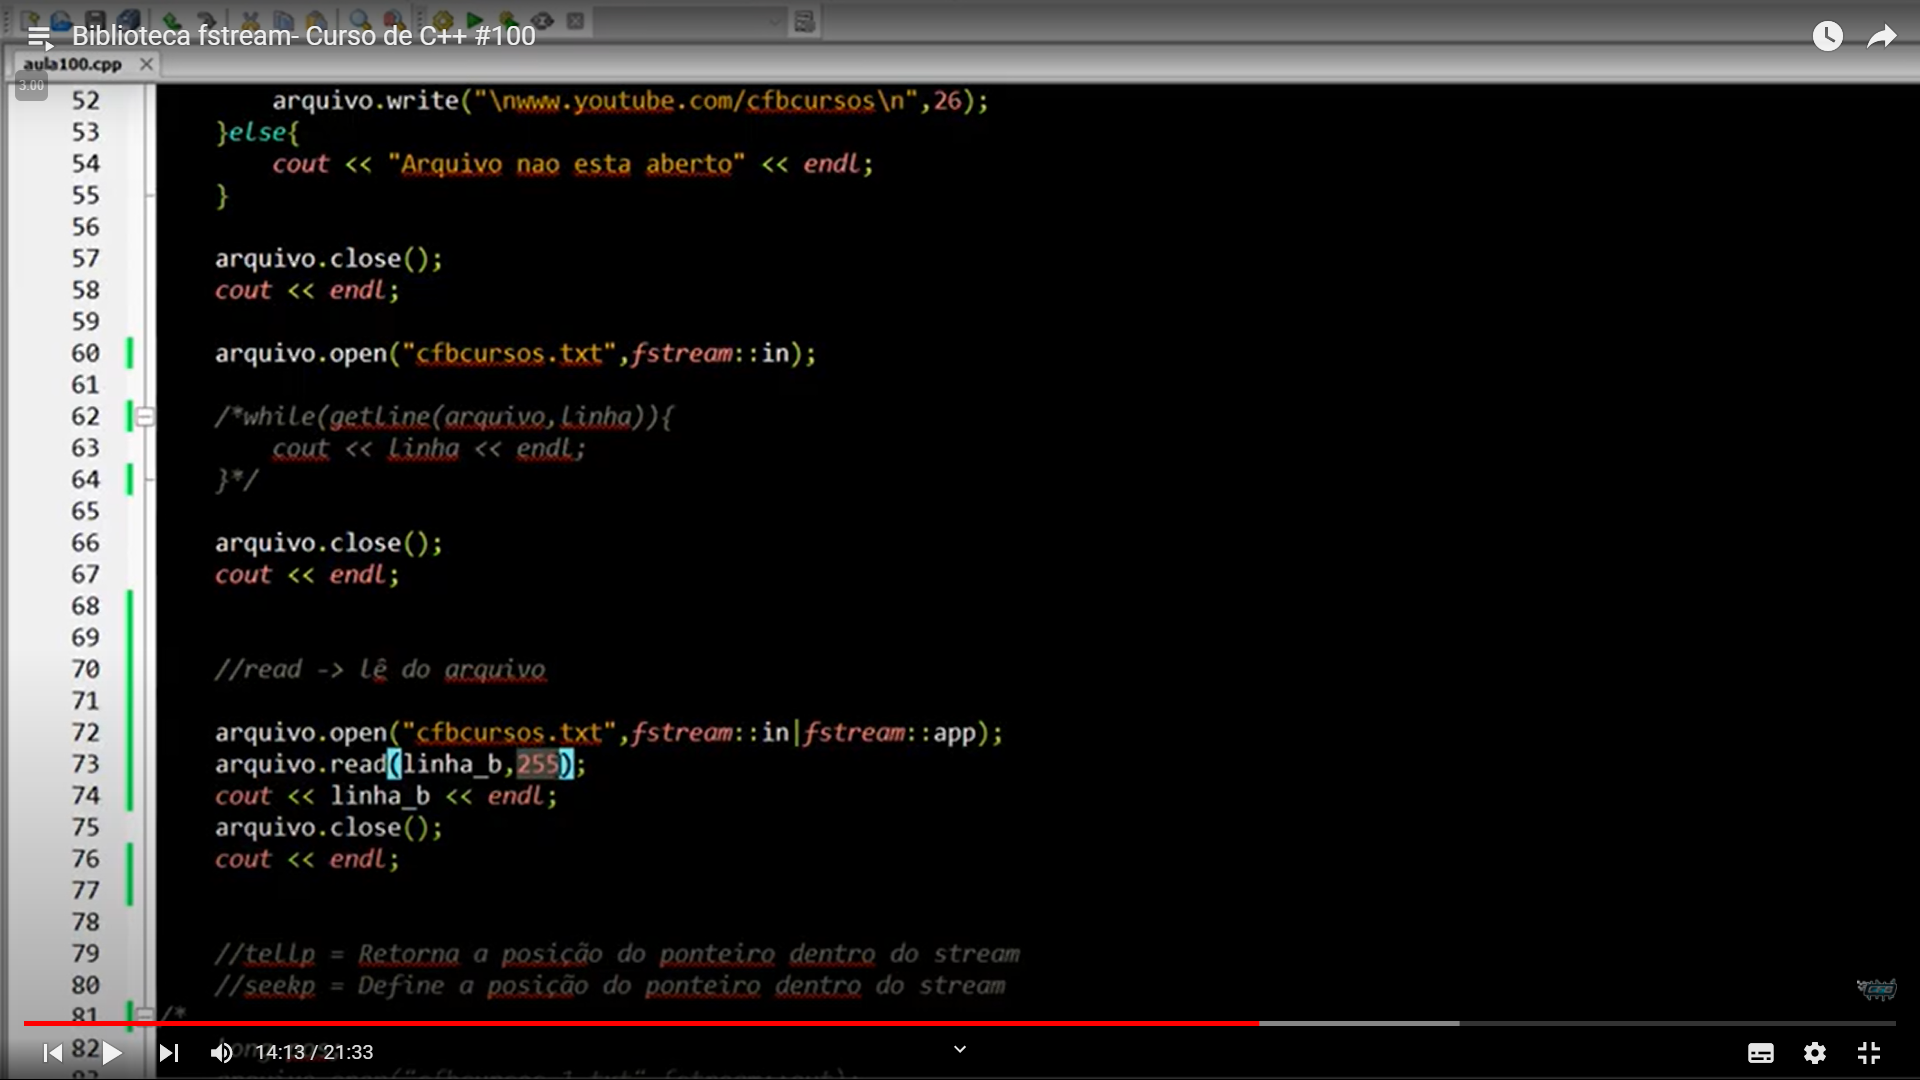 Biblioteca fstream- Curso de C++ #100
aula100.cpp
3.00
52 arquivo.write("\nwww.youtube.com/cfbcursos\n",26);
53 }else{
54 cout << "Arquivo nao esta aberto" << endl;
55 }
56
57 arquivo.close();
58 cout << endl;
59
60 arquivo.open("cfbcursos.txt",fstream::in);
61
62 /*while(getline(arquivo,linha)){
63 cout << linha << endl;
64 }*/
65
66 arquivo.close();
67 cout << endl;
68
69
70 //read -> lê do arquivo
71
72 arquivo.open("cfbcursos.txt",fstream::in|fstream::app);
73 arquivo.read(linha_b,255);
74 cout << linha_b << endl;
75 arquivo.close();
76 cout << endl;
77
78
79 //tellp = Retorna a posição do ponteiro dentro do stream
80 //seekp = Define a posição do ponteiro dentro do stream
81 /*
82 long
14:13 / 21:33